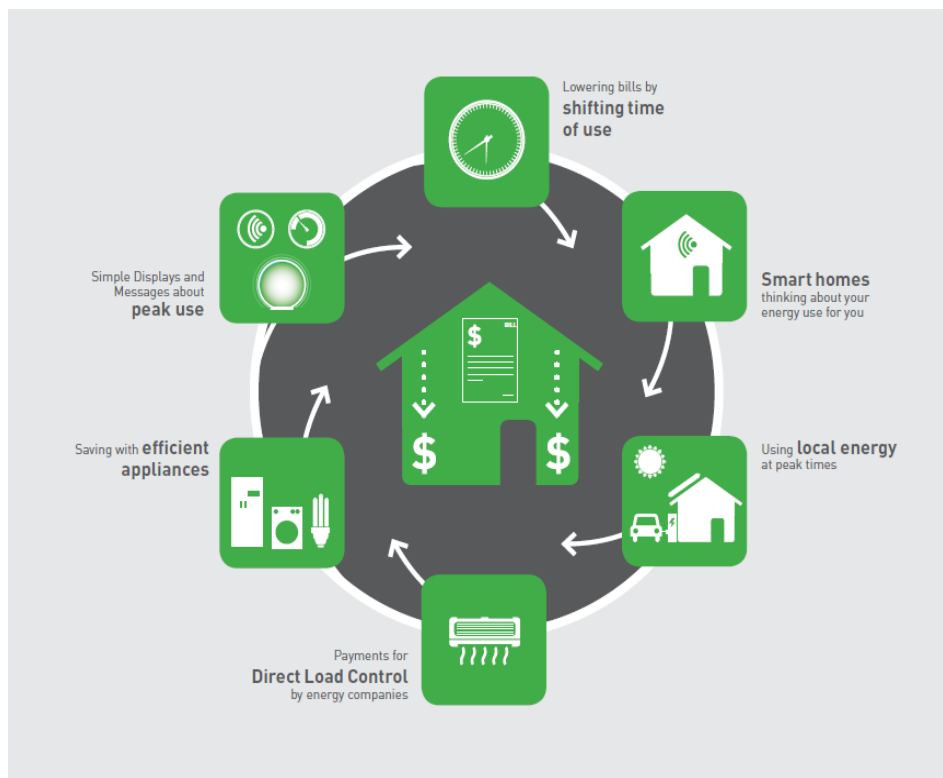 Lowering bills by
shifting time
of use
Smart homes
thinking about your
energy use for you
Using local energy
at peak times
Payments for
Direct Load Control
by energy companies
Saving with efficient
appliances
Simple Displays and
Messages about
peak use
BILL
$
$
$